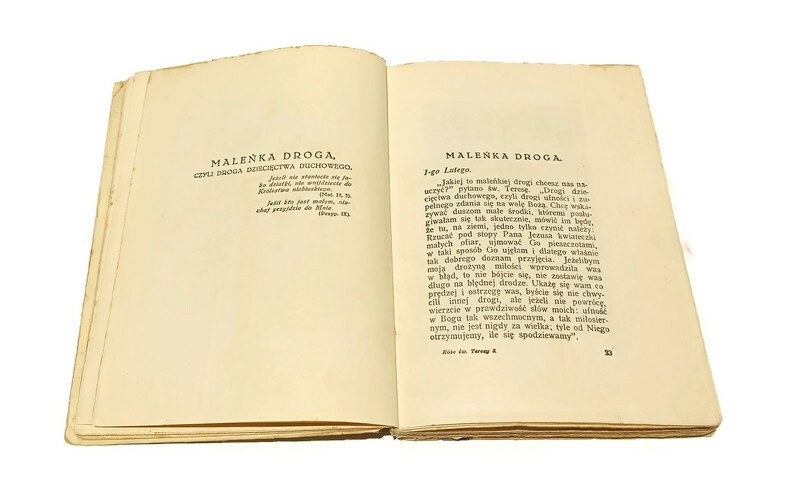 MALEŃKA DROGA,
CZYLI DROGA DZIECIĘCTWA DUCHOWEGO.
Jeżeli nie staniecie się ja-
ko dziatki, nie wnijdziecie do
Królestwa niebieskiego.
(Mat. 18, 3).
Jeśli kto jest małym, nie-
chaj przyjdzie do Mnie.
(Przyp. IX).
MALEŃKA DROGA.
1-go Lutego.
„Jakiej to maleńkiej drogi chcesz nas na-
uczyć?” pytano św. Teresę. „Drogi dzie-
cięctwa duchowego, czyli drogi ufności i zu-
pełnego zdania się na wolę Bożą. Chcę wska-
zywać duszom małe środki, któremi posłu-
giwałam się tak skutecznie, mówić im będę,
że tu, na ziemi, jedno tylko czynić należy:
Rzucać pod stopy Pana Jezusa kwiateczki
małych ofiar, ujmować Go pieszczotami,
w taki sposób Go ujęłam i dlatego właśnie
tak dobrego doznam przyjęcia. Jeżelibym
moją drożyną miłości wprowadziła was
w błąd, to nie bójcie się, nie zostawię was
długo na błędnej drodze. Ukażę się wam co
prędzej i ostrzegę was, byście się nie chwy-
cili innej drogi, ale jeżeli nie powrócę,
wierzcie w prawdziwość słów moich: ufność
w Bogu tak wszechmocnym, a tak miłosier-
nym, nie jest nigdy za wielka; tyle od Niego
otrzymujemy, ile się spodziewamy”.
Róże św. Teresy 3
33